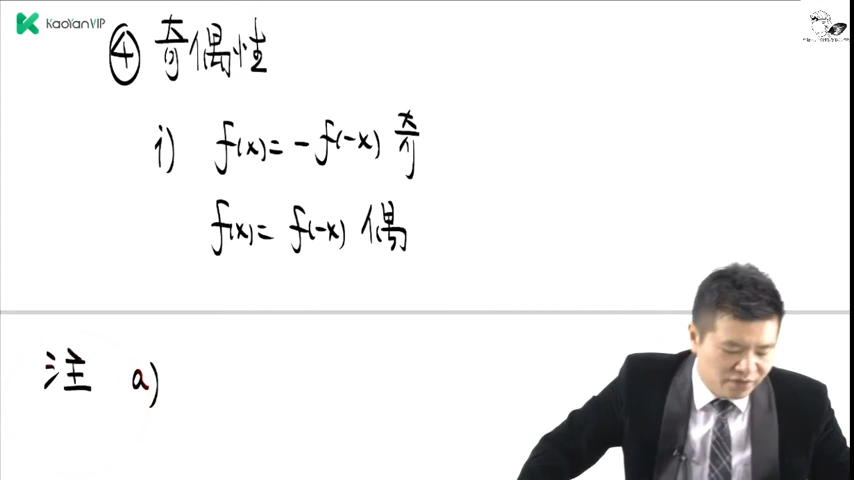 KaoYanVIP
④ 奇偶性
i) f(x)=-f(-x) 奇
f(x)= f(-x) 偶
注 a)